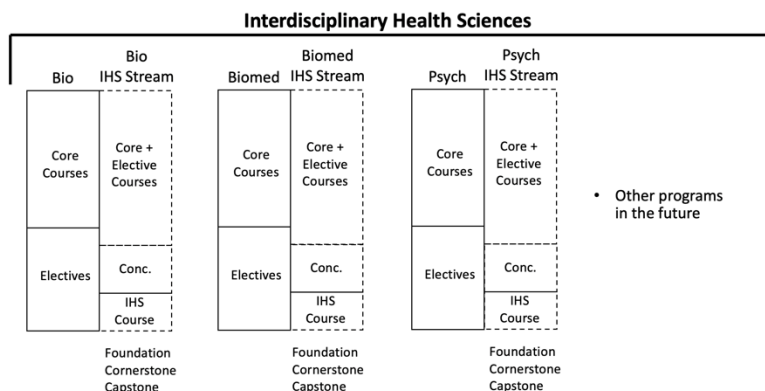 Interdisciplinary Health Sciences
Bio
Bio
IHS Stream
Core
Courses
Core +
Elective
Courses
Electives
Conc.
IHS
Course
Foundation
Cornerstone
Capstone
Biomed
Biomed
IHS Stream
Core
Courses
Core +
Elective
Courses
Electives
Conc.
IHS
Course
Foundation
Cornerstone
Capstone
Psych
Psych
IHS Stream
Core
Courses
Core +
Elective
Courses
Electives
Conc.
IHS
Course
Foundation
Cornerstone
Capstone
• Other programs
in the future